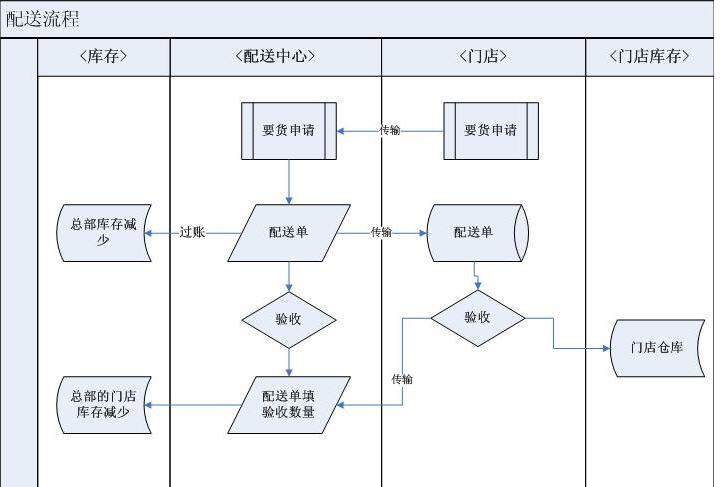 配送流程
<库存>
<配送中心>
<门店>
<门店库存>
要货申请
传输
要货申请
总部库存减
少
过账
配送单
传输
配送单
验收
验收
门店仓库
传输
总部的门店
库存减少
配送单填
验收数量